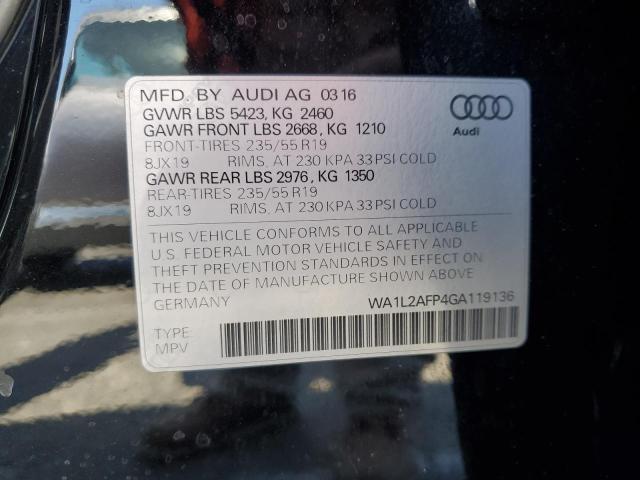 MFD. BY AUDI AG 03 16
GVWR LBS 5423, KG 2460
GAWR FRONT LBS 2668, KG 1210
FRONT-TIRES 235/55 R19
8JX19 RIMS, AT 230 KPA 33 PSI COLD
GAWR REAR LBS 2976, KG 1350
REAR-TIRES 235/55 R19
8JX19 RIMS, AT 230 KPA 33 PSI COLD
Audi
THIS VEHICLE CONFORMS TO ALL APPLICABLE
U.S. FEDERAL MOTOR VEHICLE SAFETY AND
THEFT PREVENTION STANDARDS IN EFFECT ON
THE DATE OF MANUFACTURE SHOWN ABOVE
GERMANY WA1L2AFP4GA119136
TYPE:
MPV